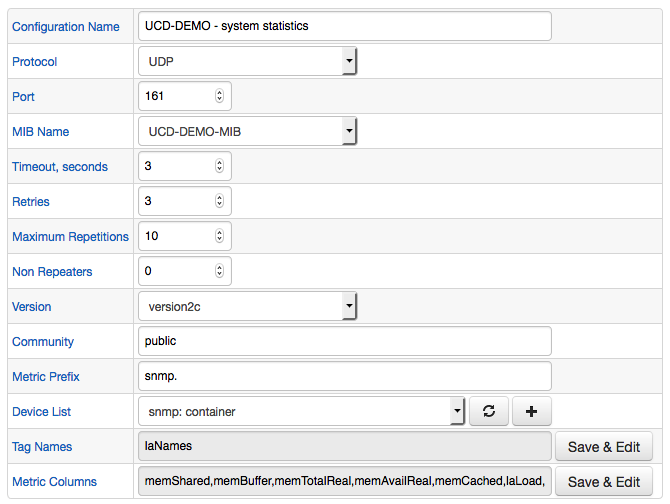 Configuration Name UCD-DEMO - system statistics
Protocol UDP
Port 161
MIB Name UCD-DEMO-MIB
Timeout, seconds 3
Retries 3
Maximum Repetitions 10
Non Repeaters 0
Version version2c
Community public
Metric Prefix snmp.
Device List snmp: container
Tag Names laNames Save & Edit
Metric Columns memShared,memBuffer,memTotalReal,memAvailReal,memCached,laLoad, Save & Edit